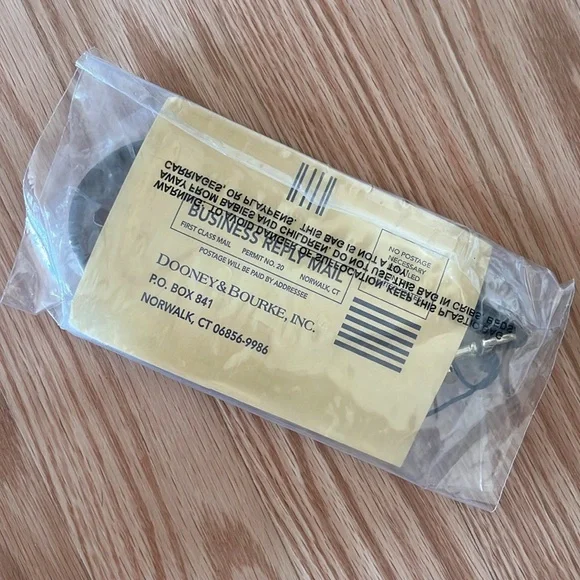 WARNING: TO AVOID DANGER OF SUFFOCATION, KEEP THIS PLASTIC BAG
AWAY FROM BABIES AND CHILDREN. DO NOT USE THIS BAG IN CRIBS, BEDS,
CARRIAGES, OR PLAYPENS. THIS BAG IS NOT A TOY.
NO POSTAGE
NECESSARY
BUSINESS REPLY MAIL
FIRST CLASS MAIL PERMIT NO. 20 NORWALK, CT
POSTAGE WILL BE PAID BY ADDRESSEE
DOONEY & BOURKE, INC.
P.O. BOX 841
NORWALK, CT 06856-9986